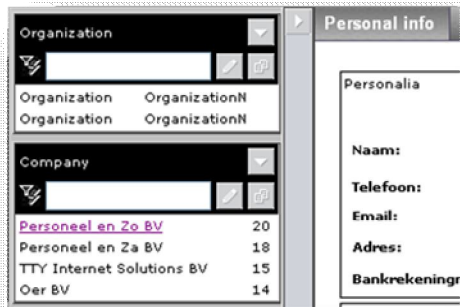 Organization
Organization OrganizationN
Organization OrganizationN
Company
Personeel en Zo BV 20
Personeel en Za BV 18
TTY Internet Solutions BV 15
Oer BV 14
Personal info
Personalia
Naam:
Telefoon:
Email:
Adres: